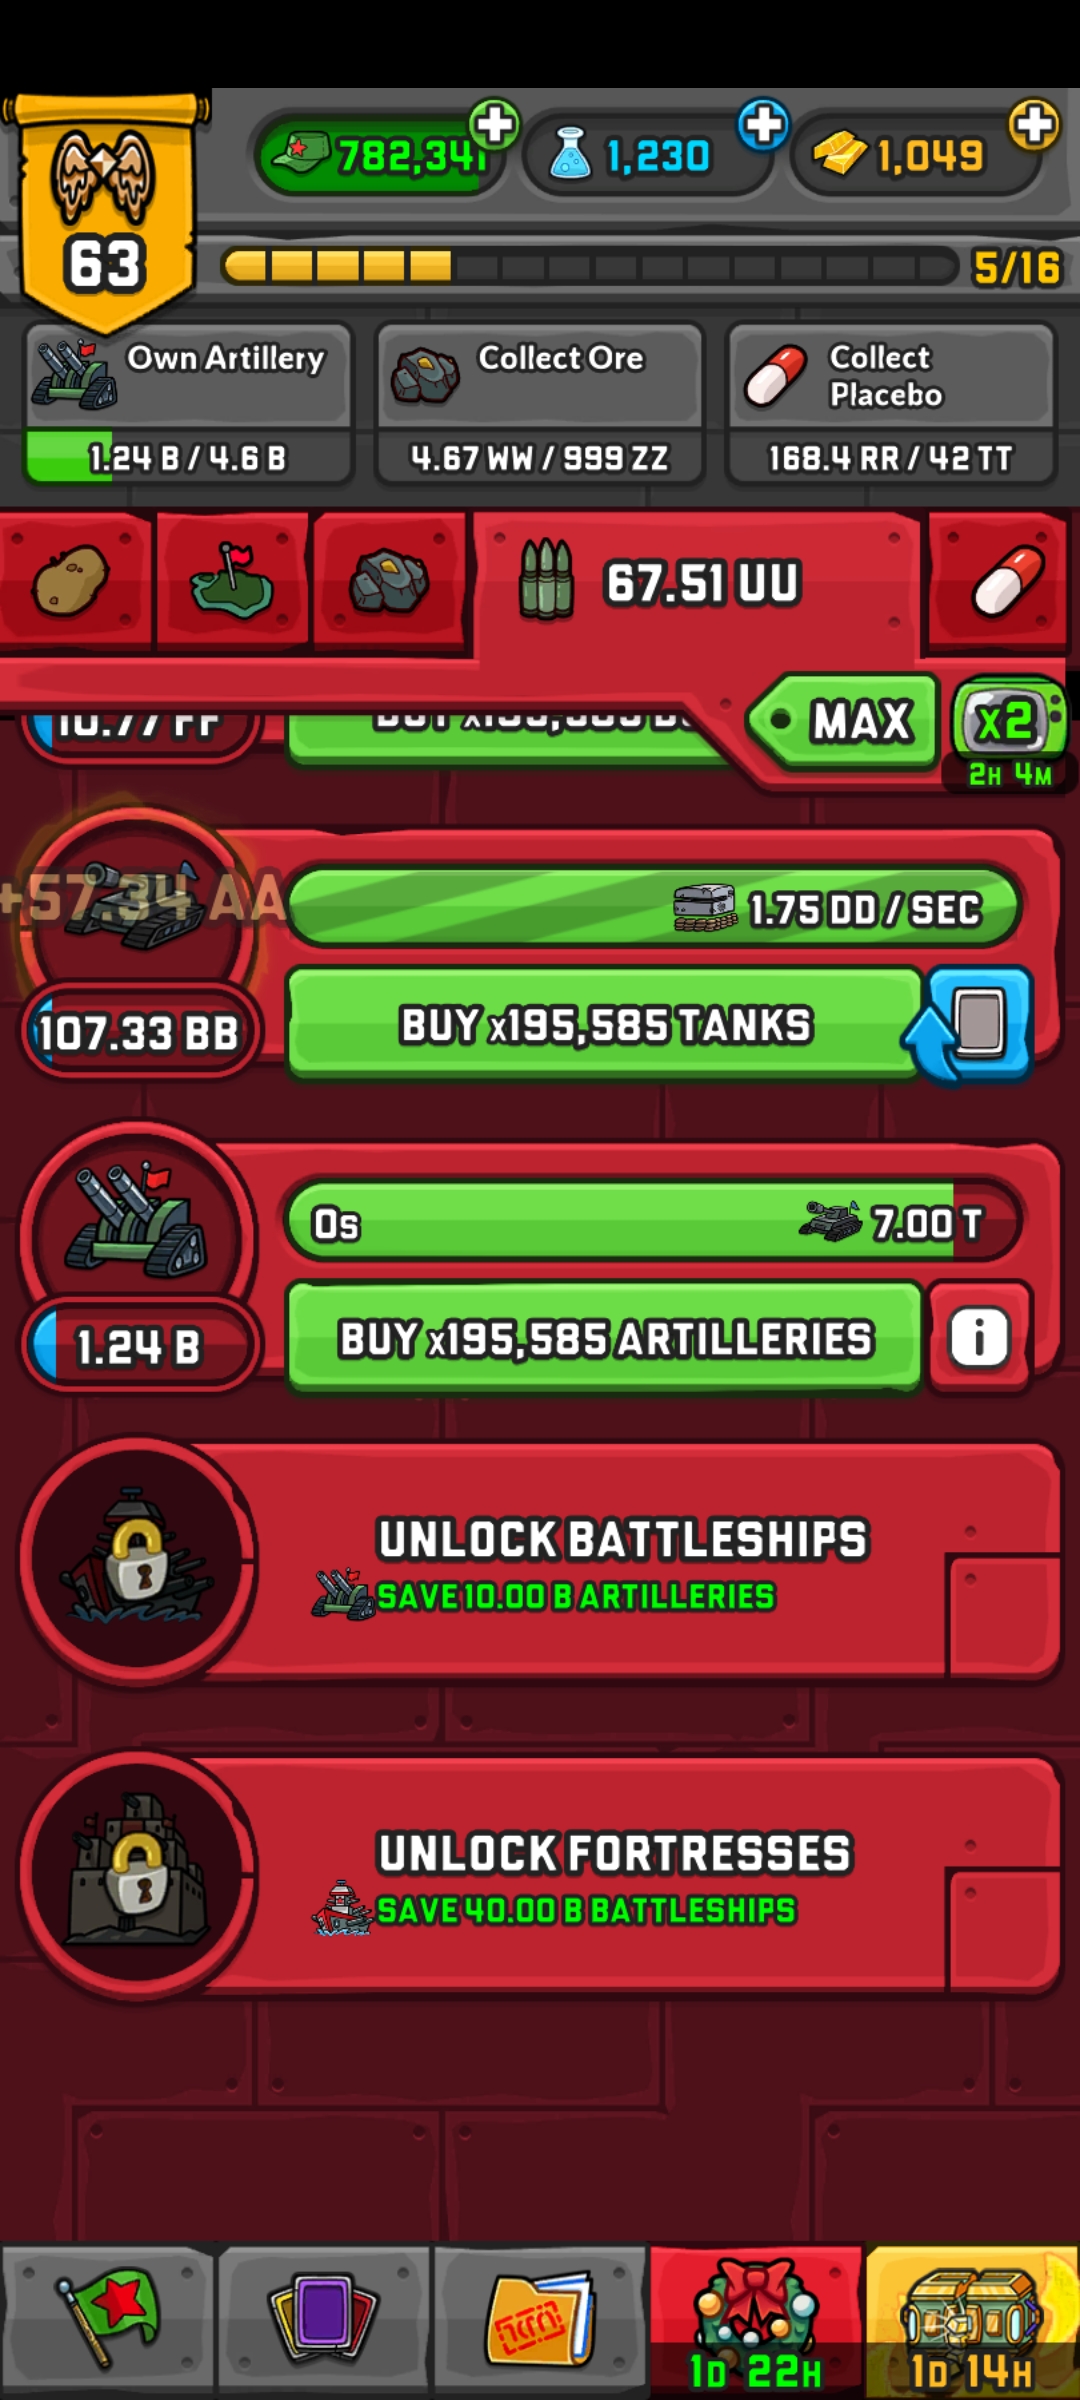 782,341
1,230
1,049
63
5/16
Own Artillery
1.24 B / 4.6 B
Collect Ore
4.67 WW / 999 ZZ
Collect
Placebo
168.4 RR / 42 TT
67.51 UU
MAX
x2
2H 4M
10.77 FF
+57.34 AA
1.75 DD / SEC
107.33 BB
BUY x195,585 TANKS
0s
7.00 T
1.24 B
BUY x195,585 ARTILLERIES
i
UNLOCK BATTLESHIPS
SAVE 10.00 B ARTILLERIES
UNLOCK FORTRESSES
SAVE 40.00 B BATTLESHIPS
1D 22H
1D 14H